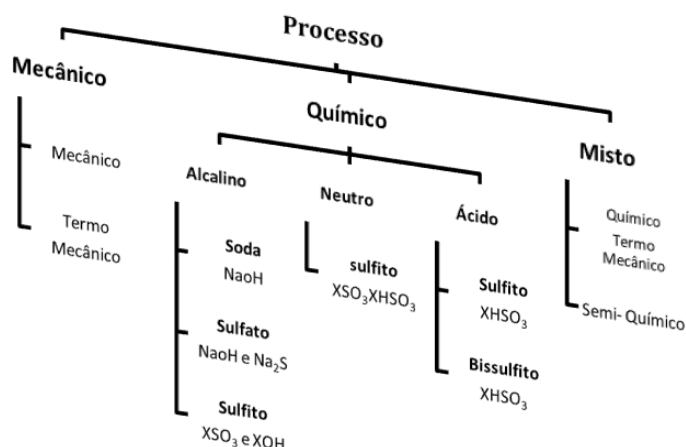 Processo
Mecânico
Mecânico
Termo
Mecânico
Químico
Alcalino
Soda
NaOH
Sulfato
NaOH e Na₂S
Sulfito
XSO₃ e XOH
Neutro
sulfito
XSO₃XHSO₃
Ácido
Sulfito
XHSO₃
Bissulfito
XHSO₃
Misto
Químico
Termo
Mecânico
Semi- Químico